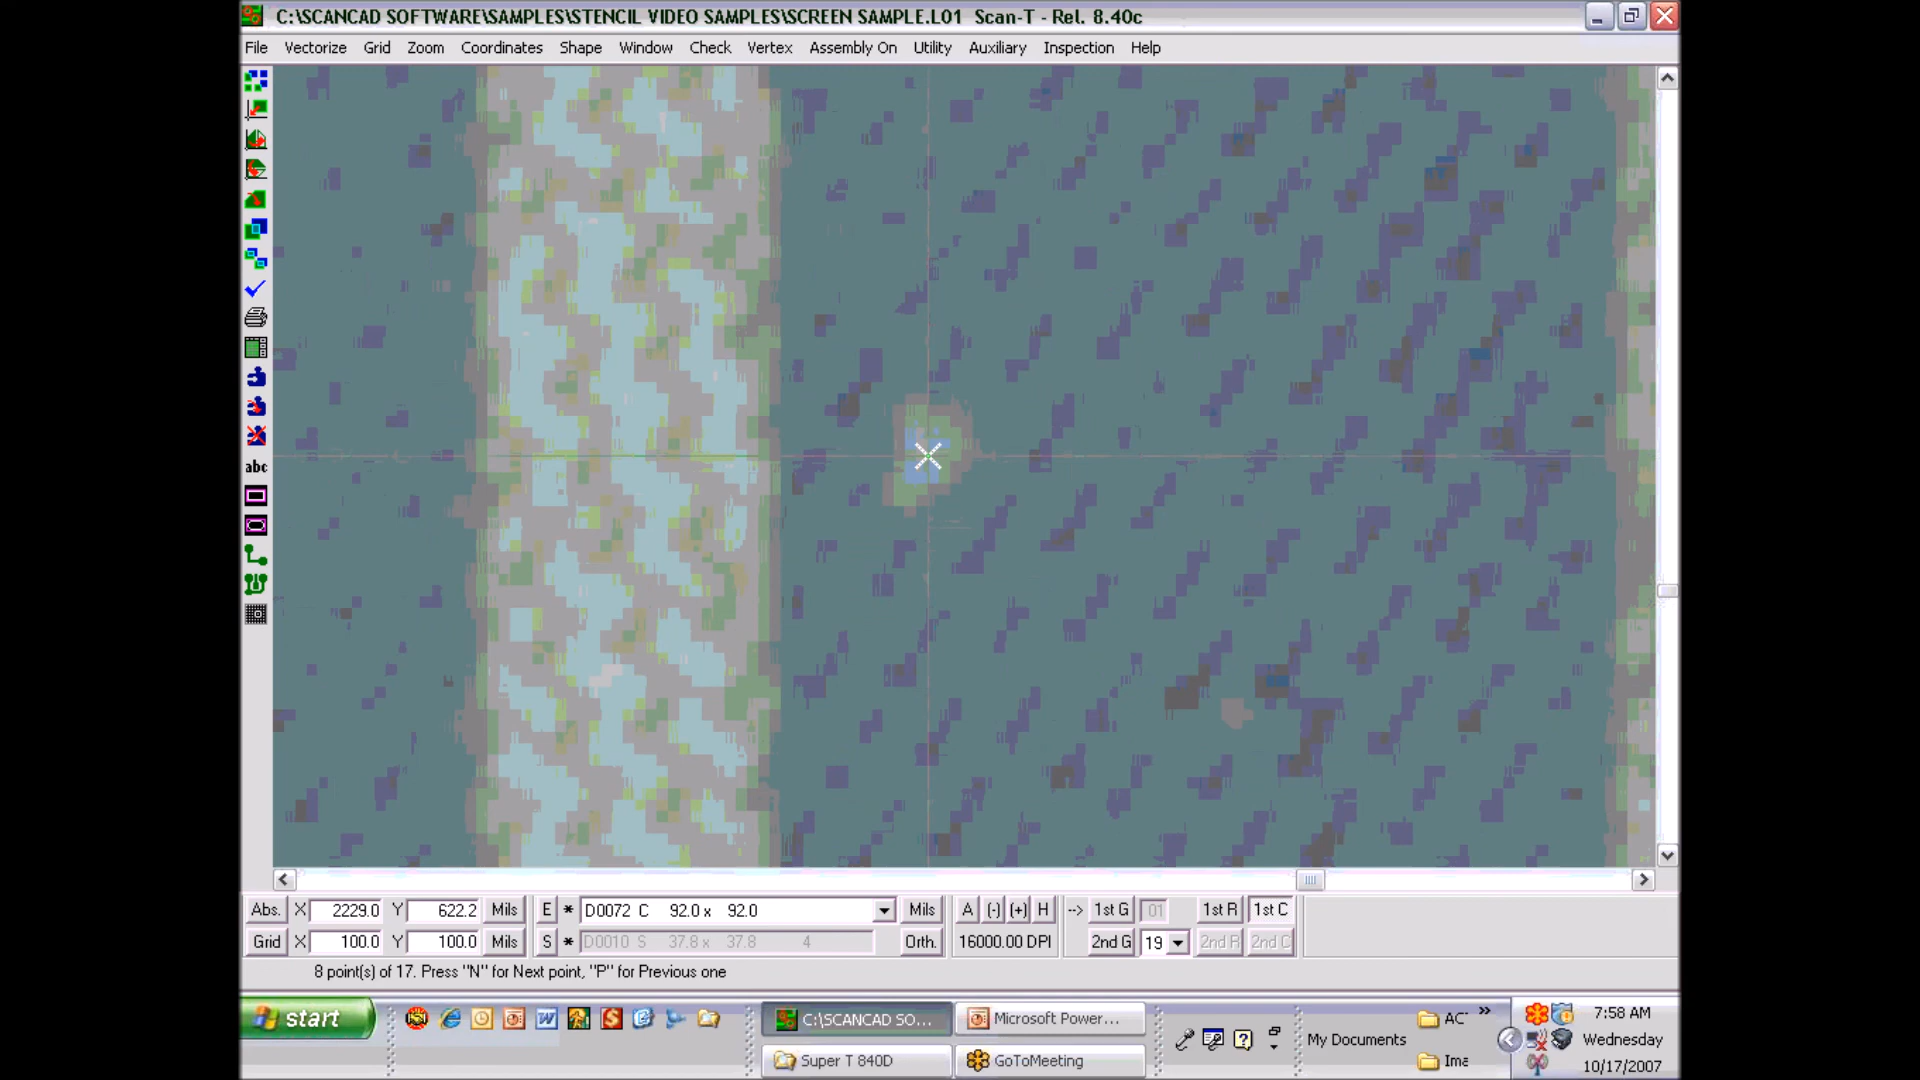 C:\SCANCAD SOFTWARE\SAMPLES\STENCIL VIDEO SAMPLES\SCREEN SAMPLE.L01 Scan-T - Rel. 8.40c
File Vectorize Grid Zoom Coordinates Shape Window Check Vertex Assembly On Utility Auxiliary Inspection Help
abc
Abs. X 2229.0 Y 622.2 Mils E * D0072 C 92.0 x 92.0 Mils A (-) (+) H --> 1st G 01 1st R 1st C
Grid X 100.0 Y 100.0 Mils S * D0010 S 37.8 x 37.8 4 Orth. 16000.00 DPI 2nd G 19 2nd R 2nd C
8 point(s) of 17. Press "N" for Next point, "P" for Previous one
start C:\SCANCAD SO... Microsoft Power... AC 7:58 AM
My Documents Wednesday
Super T 840D GoToMeeting Ima 10/17/2007